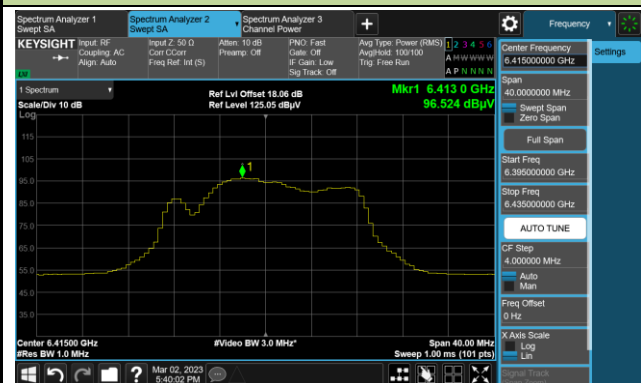 Spectrum Analyzer 1
Swept SA
Spectrum Analyzer 2
Swept SA
Spectrum Analyzer 3
Channel Power
+
Frequency
KEYSIGHT
Input: RF
Coupling: AC
Align: Auto
Input Z: 50 Ω
Corr CCorr
Freq Ref: Int (S)
Atten: 10 dB
Preamp: Off
PNO: Fast
Gate: Off
IF Gain: Low
Sig Track: Off
Avg Type: Power (RMS)
Avg|Hold: 100/100
Trig: Free Run
1 2 3 4 5 6
A W W W W W
A P N N N N
LW
1 Spectrum
Scale/Div 10 dB
Log
Ref Lvl Offset 18.06 dB
Ref Level 125.05 dBµV
Mkr1 6.413 0 GHz
96.524 dBµV
115
105
95.0
85.0
75.0
65.0
55.0
45.0
35.0
1
Center 6.41500 GHz
#Res BW 1.0 MHz
#Video BW 3.0 MHz*
Span 40.00 MHz
Sweep 1.00 ms (101 pts)
Center Frequency
6.415000000 GHz
Settings
Span
40.0000000 MHz
Swept Span
Zero Span
Full Span
Start Freq
6.395000000 GHz
Stop Freq
6.435000000 GHz
AUTO TUNE
CF Step
4.000000 MHz
Auto
Man
Freq Offset
0 Hz
X Axis Scale
Log
Lin
Signal Track
?
Mar 02, 2023
5:40:02 PM